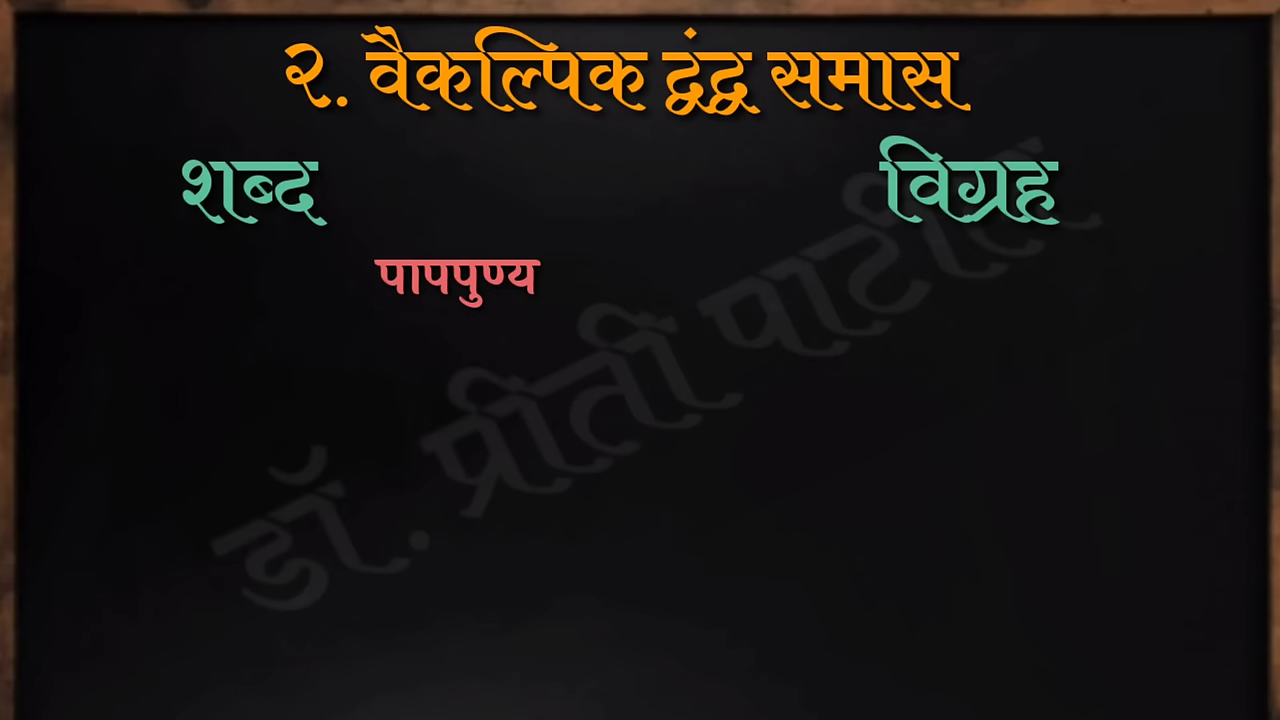 २. वैकल्पिक द्वंद्व समास
शब्द विग्रह
पापपुण्य
डॉ. प्रीती पाटील